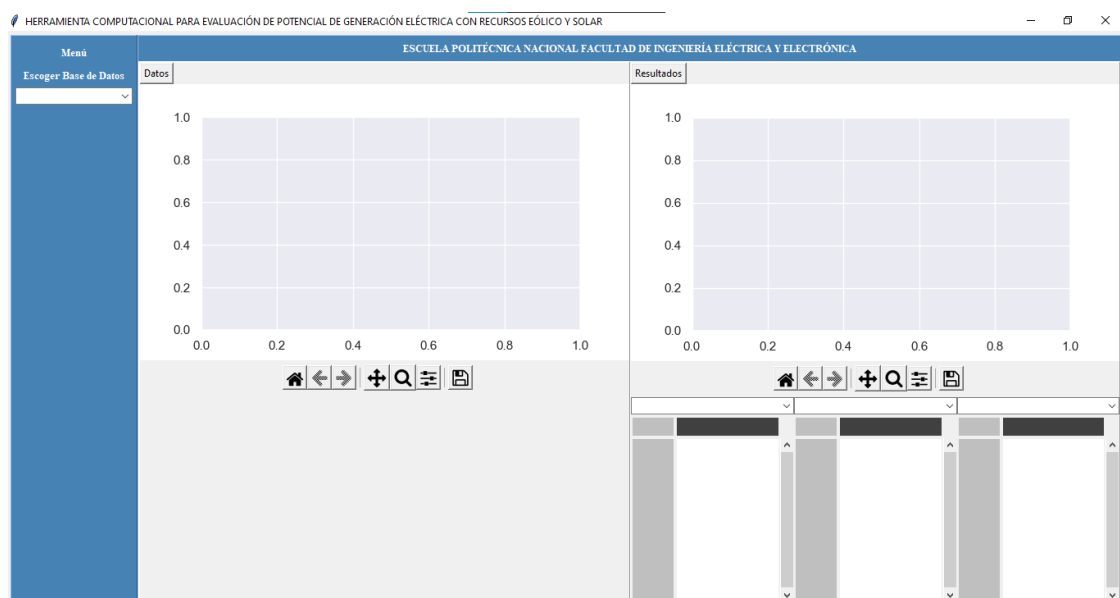 HERRAMIENTA COMPUTACIONAL PARA EVALUACIÓN DE POTENCIAL DE GENERACIÓN ELÉCTRICA CON RECURSOS EÓLICO Y SOLAR
Menú
ESCUELA POLITÉCNICA NACIONAL FACULTAD DE INGENIERÍA ELÉCTRICA Y ELECTRÓNICA
Escoger Base de Datos
Datos
1.0
0.8
0.6
0.4
0.2
0.0
0.0 0.2 0.4 0.6 0.8 1.0
Resultados
1.0
0.8
0.6
0.4
0.2
0.0
0.0 0.2 0.4 0.6 0.8 1.0